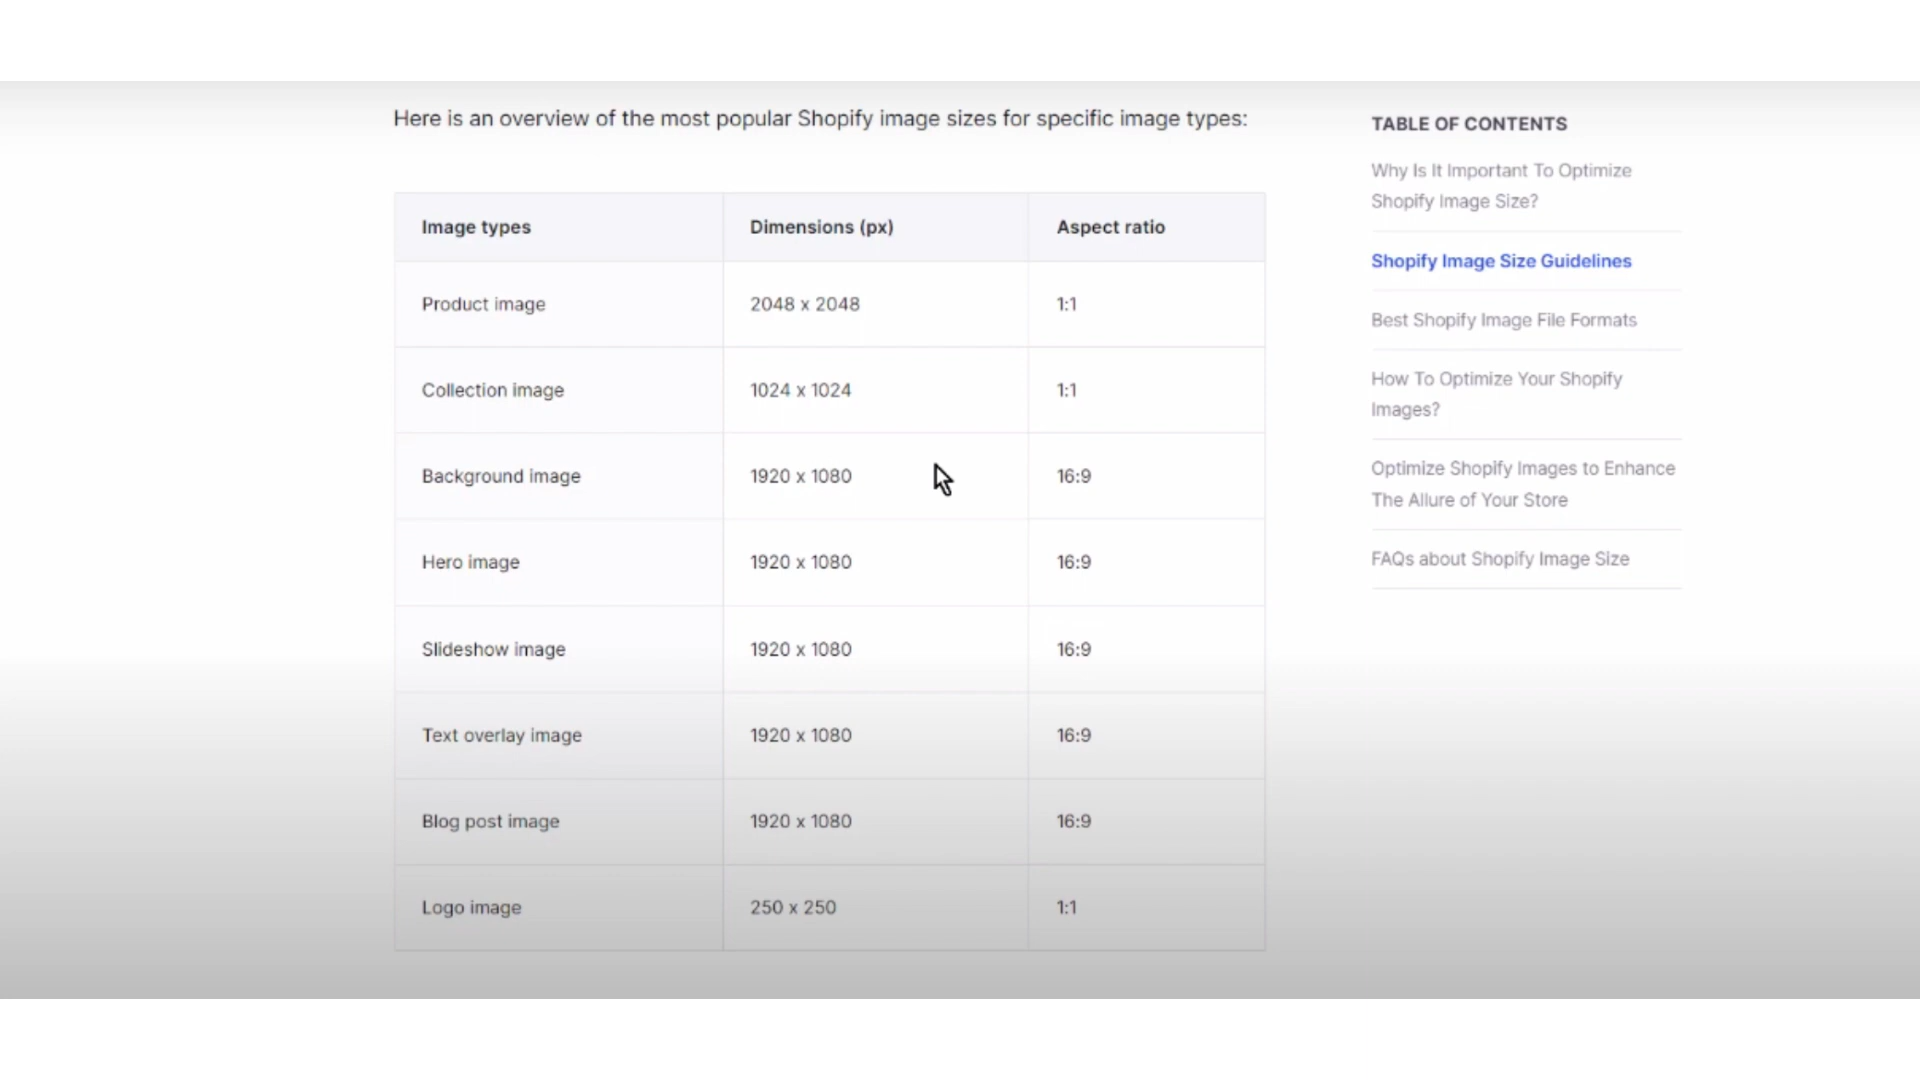 Here is an overview of the most popular Shopify image sizes for specific image types:
Image types Dimensions (px) Aspect ratio
Product image 2048 x 2048 1:1
Collection image 1024 x 1024 1:1
Background image 1920 x 1080 16:9
Hero image 1920 x 1080 16:9
Slideshow image 1920 x 1080 16:9
Text overlay image 1920 x 1080 16:9
Blog post image 1920 x 1080 16:9
Logo image 250 x 250 1:1
TABLE OF CONTENTS
Why Is It Important To Optimize
Shopify Image Size?
Shopify Image Size Guidelines
Best Shopify Image File Formats
How To Optimize Your Shopify
Images?
Optimize Shopify Images to Enhance
The Allure of Your Store
FAQs about Shopify Image Size